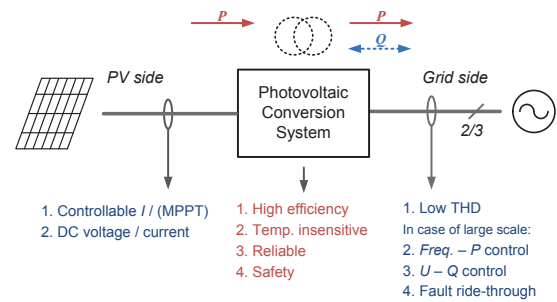 P
P
Q
PV side
Photovoltaic
Conversion
System
Grid side
2/3
1. Controllable I / (MPPT)
2. DC voltage / current
1. High efficiency
2. Temp. insensitive
3. Reliable
4. Safety
1. Low THD
In case of large scale:
2. Freq. – P control
3. U – Q control
4. Fault ride-through